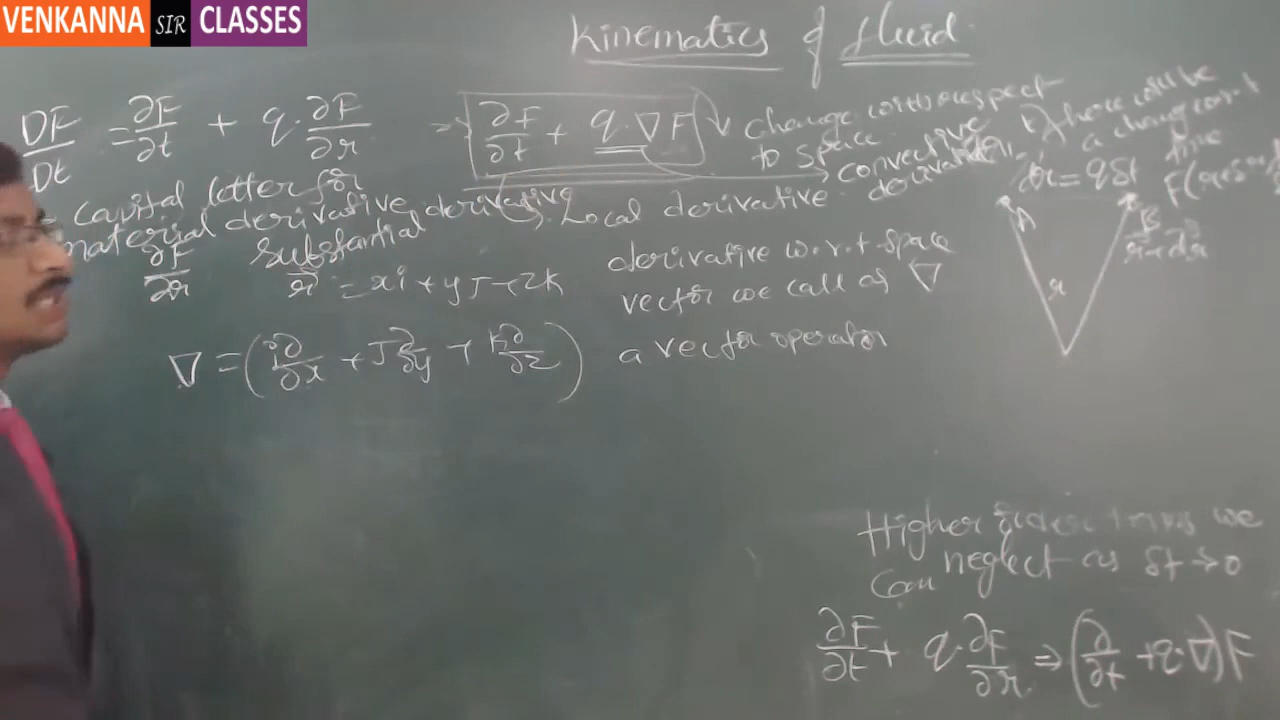 VENKANNA SIR CLASSES
Kinematics of fluid.
DF/Dt = ∂F/∂t + q·∂F/∂r ⇒ ∂F/∂t + q·∇F
change with respect
to space
convective
derivative
there will be
a change w.r.t
time
- Capital letter for
material derivative derivative
substantial
Local derivative
dr = qδt
A
B
r
r + dr
∂F/∂r
r = xi + yJ + zk
derivative w.r.t space
vector we call as ∇
∇ = (i ∂/∂x + J ∂/∂y + k ∂/∂z)
a vector operator
Higher order terms we
can neglect as δt → 0
∂F/∂t + q·∂F/∂r ⇒ (∂/∂t + q·∇)F